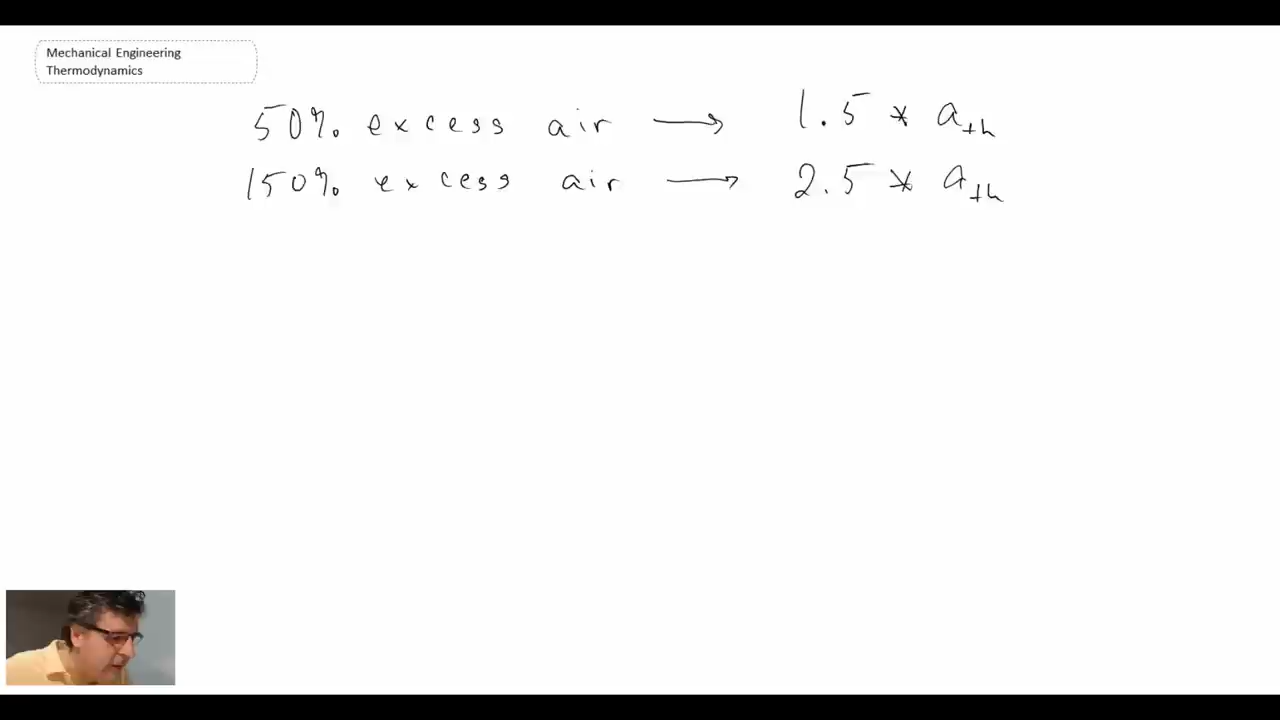 Mechanical Engineering
Thermodynamics
50% excess air → 1.5 * a_th
150% excess air → 2.5 * a_th